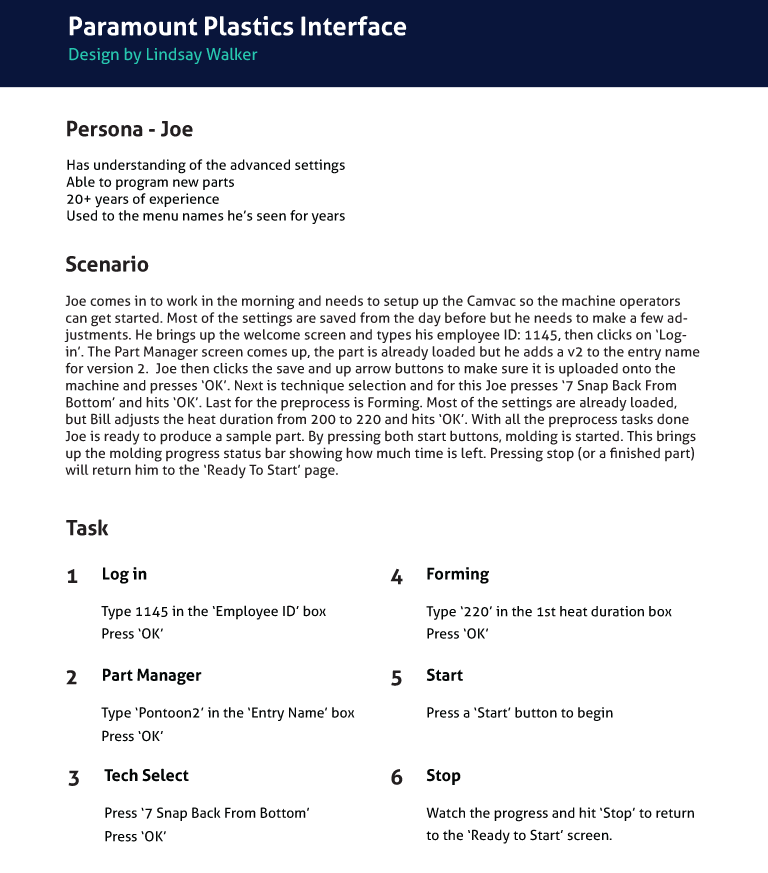 Paramount Plastics Interface
Design by Lindsay Walker
Persona - Joe
Has understanding of the advanced settings
Able to program new parts
20+ years of experience
Used to the menu names he’s seen for years
Scenario
Joe comes in to work in the morning and needs to setup up the Camvac so the machine operators
can get started. Most of the settings are saved from the day before but he needs to make a few ad-
justments. He brings up the welcome screen and types his employee ID: 1145, then clicks on ‘Log-
in’. The Part Manager screen comes up, the part is already loaded but he adds a v2 to the entry name
for version 2.  Joe then clicks the save and up arrow buttons to make sure it is uploaded onto the
machine and presses ‘OK’. Next is technique selection and for this Joe presses ‘7 Snap Back From
Bottom’ and hits ‘OK’. Last for the preprocess is Forming. Most of the settings are already loaded,
but Bill adjusts the heat duration from 200 to 220 and hits ‘OK’. With all the preprocess tasks done
Joe is ready to produce a sample part. By pressing both start buttons, molding is started. This brings
up the molding progress status bar showing how much time is left. Pressing stop (or a finished part)
will return him to the ‘Ready To Start’ page.
Task
1 Log in
Type 1145 in the ‘Employee ID’ box
Press ‘OK’
2 Part Manager
Type ‘Pontoon2’ in the ‘Entry Name’ box
Press ‘OK’
3 Tech Select
Press ‘7 Snap Back From Bottom’
Press ‘OK’
4 Forming
Type ‘220’ in the 1st heat duration box
Press ‘OK’
5 Start
Press a ‘Start’ button to begin
6 Stop
Watch the progress and hit ‘Stop’ to return
to the ‘Ready to Start’ screen.